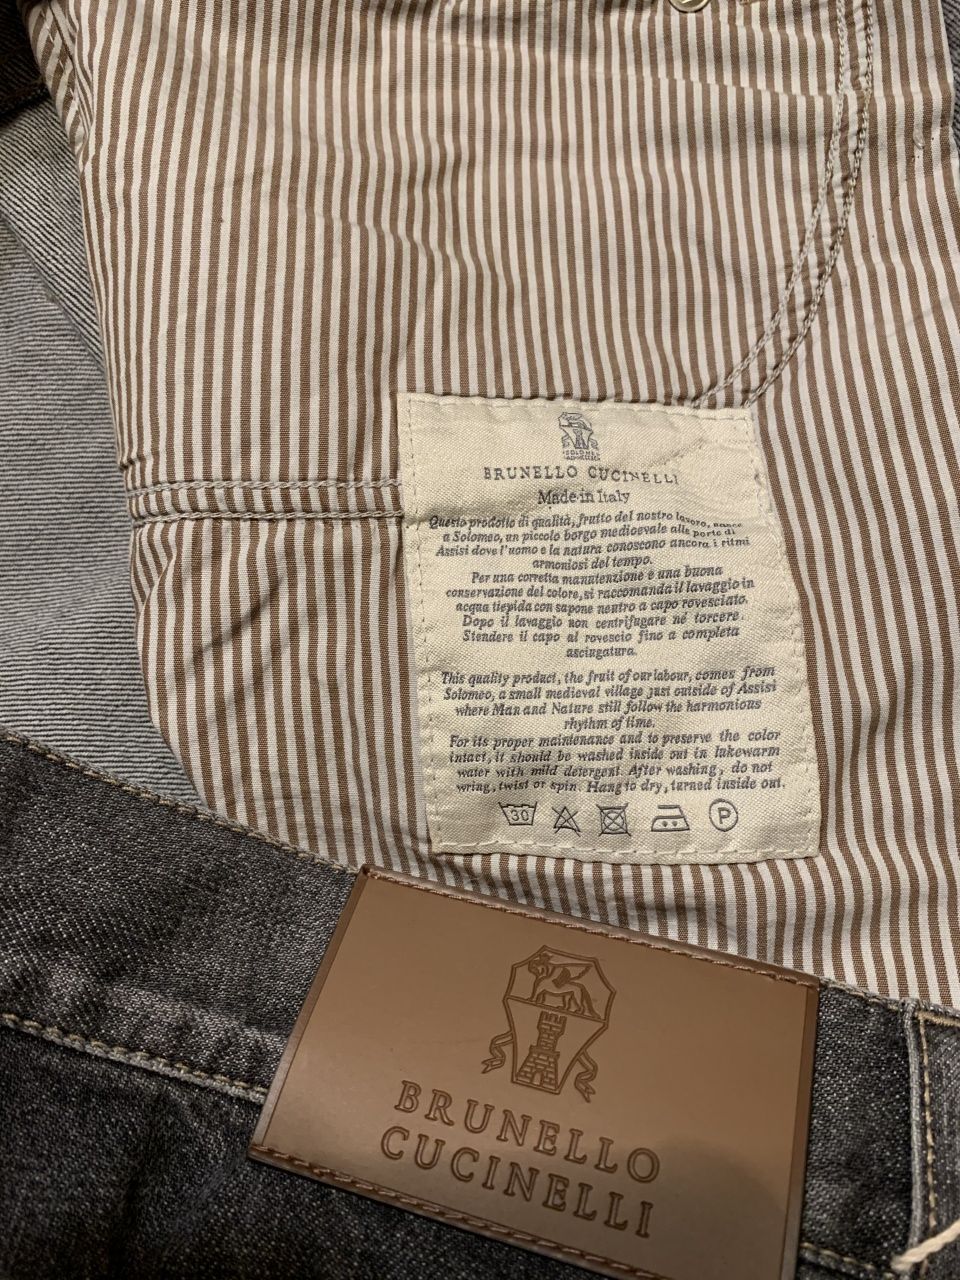 BRUNELLO CUCINELLI
Made in Italy
Questo prodotto di qualità, frutto del nostro lavoro, nasce
a Solomeo, un piccolo borgo medioevale alle porte di
Assisi dove l'uomo e la natura conoscono ancora i ritmi
armoniosi del tempo.
Per una corretta manutenzione e una buona
conservazione del colore, si raccomanda il lavaggio in
acqua tiepida con sapone neutro a capo rovesciato.
Dopo il lavaggio non centrifugare né torcere.
Stendere il capo al rovescio fino a completa
asciugatura.
This quality product, the fruit of our labour, comes from
Solomeo, a small medieval village just outside of Assisi
where Man and Nature still follow the harmonious
rhythm of time.
For its proper maintenance and to preserve the color
intact, it should be washed inside out in lukewarm
water with mild detergent. After washing, do not
wring, twist or spin. Hang to dry, turned inside out.
30 P
BRUNELLO
CUCINELLI